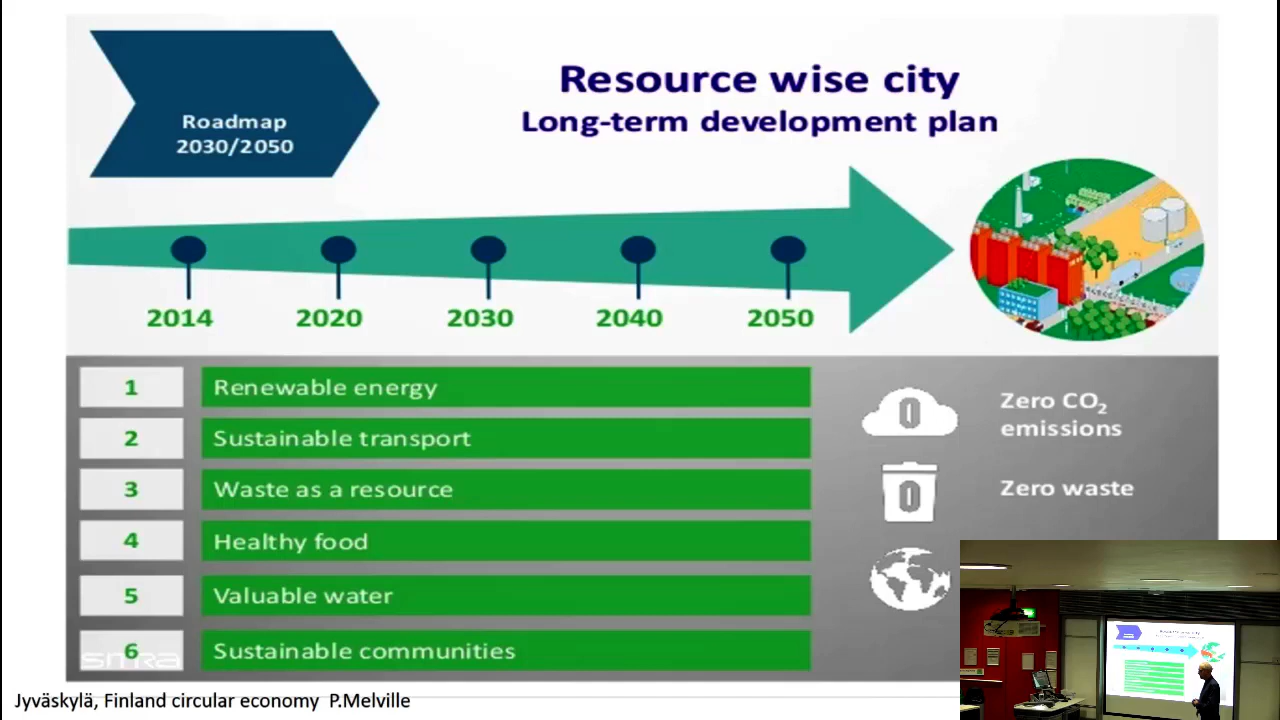 Roadmap
2030/2050
Resource wise city
Long-term development plan
2014 2020 2030 2040 2050
1 Renewable energy
2 Sustainable transport
3 Waste as a resource
4 Healthy food
5 Valuable water
6 Sustainable communities
SITRA
0 Zero CO₂
emissions
0 Zero waste
Jyväskylä, Finland circular economy P.Melville